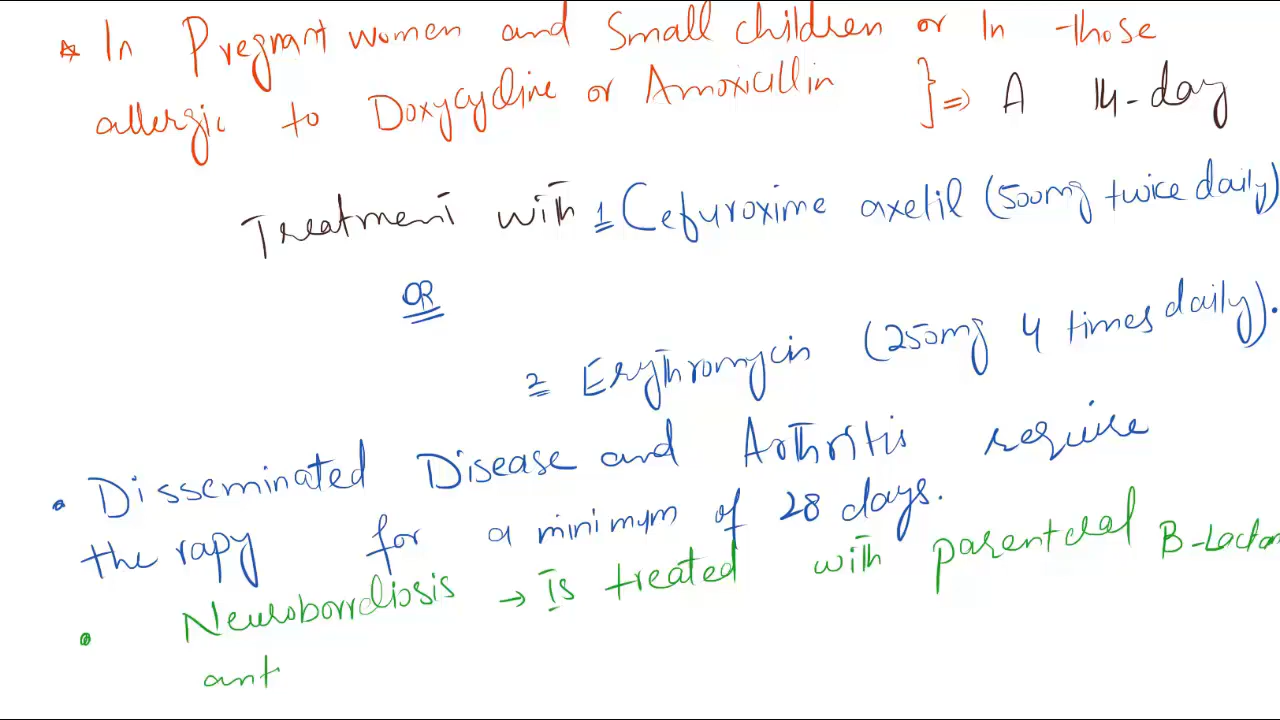 * In Pregnant women and Small children or In those
allergic to Doxycycline or Amoxicillin } => A 14-day
Treatment with 1 Cefuroxime axetil (500mg twice daily)
OR
2 Erythromycin (250mg 4 times daily).
• Disseminated Disease and Arthritis require
therapy for a minimum of 28 days.
• Neuroborreliosis → Is treated with parenteral B-Lactam
ant